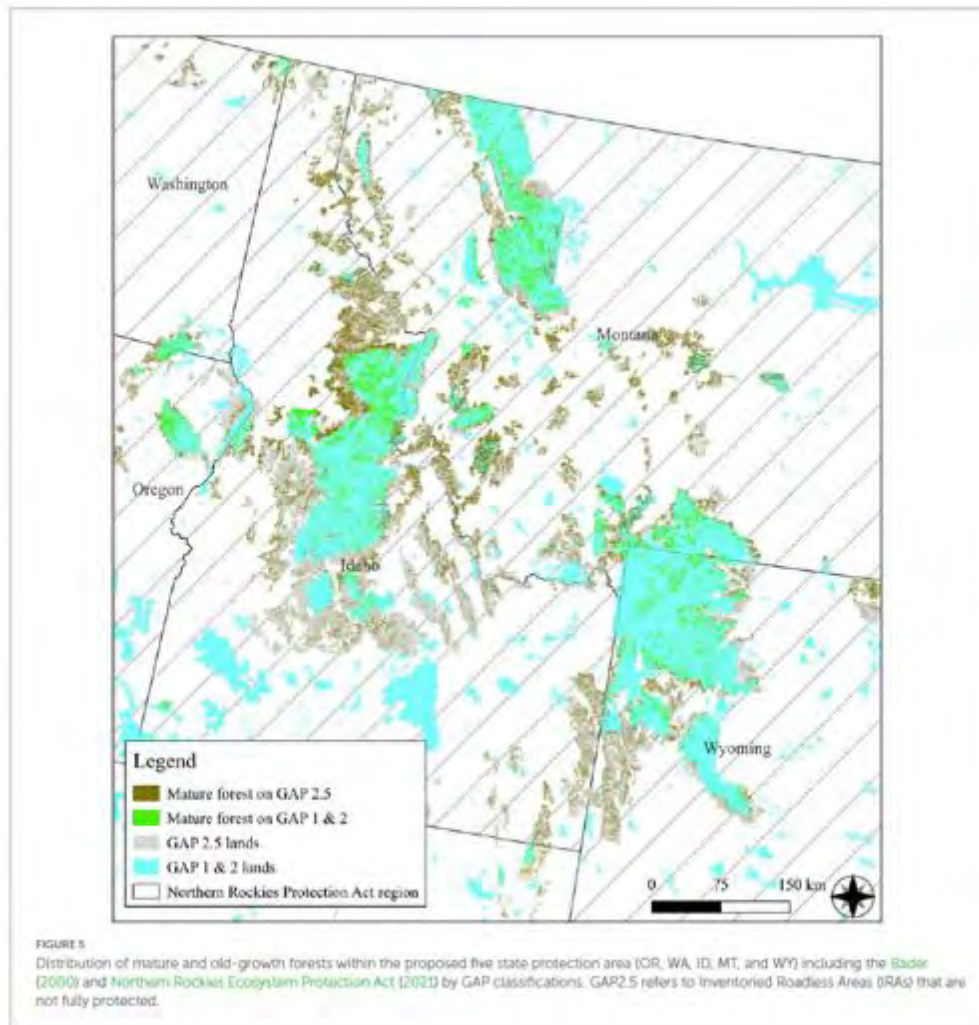 Washington
Montana
Oregon
Idaho
Wyoming
Legend
Mature forest on GAP 2.5
Mature forest on GAP 1 & 2
GAP 2.5 lands
GAP 1 & 2 lands
Northern Rockies Protection Act region
0 75 150 km
FIGURE 5
Distribution of mature and old-growth forests within the proposed five state protection area (OR, WA, ID, MT, and WY) including the Bader
(2000) and Northern Rockies Ecosystem Protection Act (2021) by GAP classifications. GAP2.5 refers to Inventoried Roadless Areas (IRAs) that are
not fully protected.